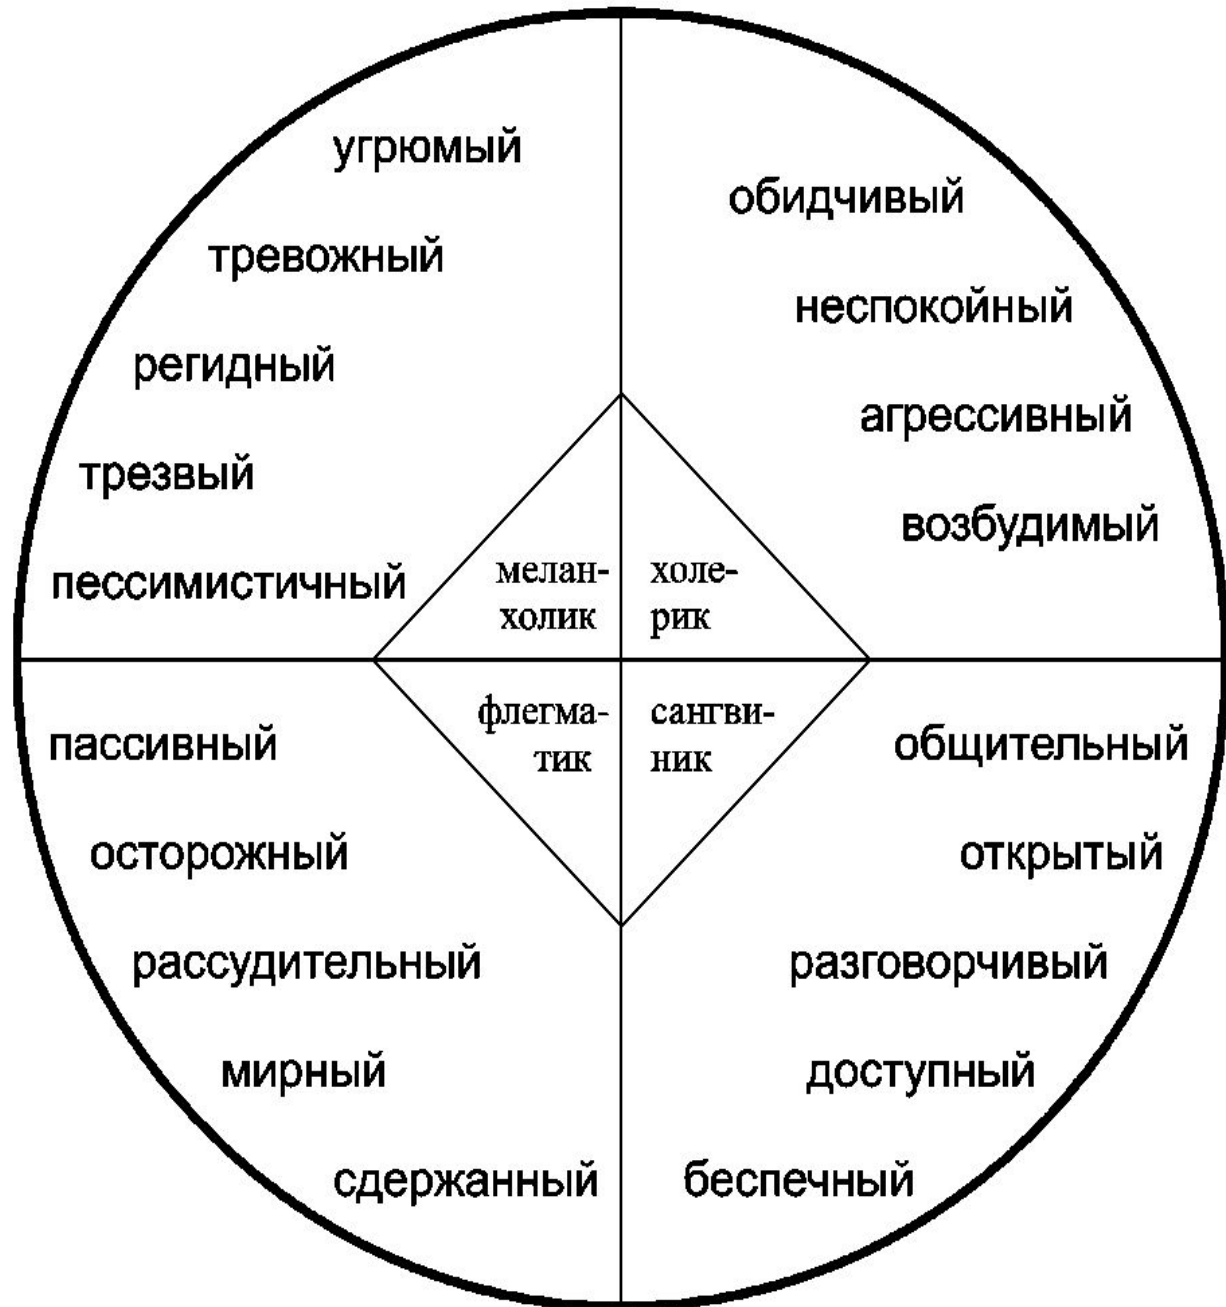 угрюмый
тревожный
регидный
трезвый
пессимистичный
обидчивый
неспокойный
агрессивный
возбудимый
мелан-
холик
холе-
рик
флегма-
тик
сангви-
ник
пассивный
осторожный
рассудительный
мирный
сдержанный
общительный
открытый
разговорчивый
доступный
беспечный